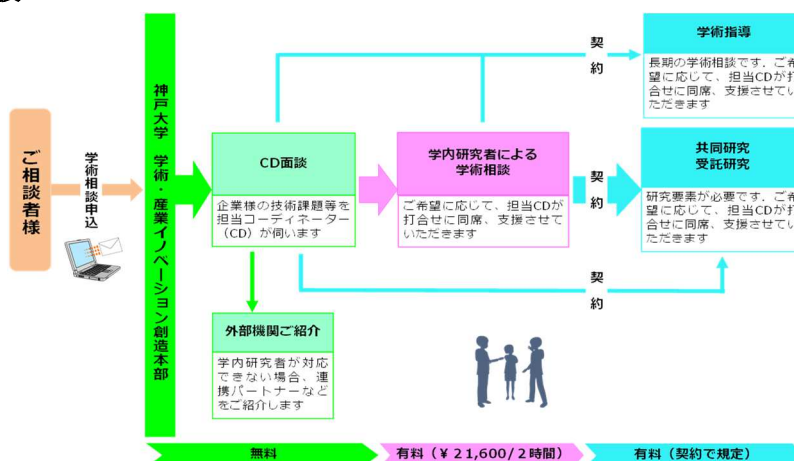 ご相談者様
学術相談申込
神戸大学 学術・産業イノベーション創造本部
CD面談
企業様の技術課題等を
担当コーディネーター
（CD）が伺います
外部機関ご紹介
学内研究者が対応
できない場合、連
携パートナーなど
をご紹介します
学内研究者による
学術相談
ご希望に応じて、担当CDが
打合せに同席、支援させて
いただきます
契
約
契
約
契
約
学術指導
長期の学術相談です．ご希
望に応じて、担当CDが打
合せに同席、支援させてい
ただきます
共同研究
受託研究
研究要素が必要です．ご希
望に応じて、担当CDが打
合せに同席、支援させてい
ただきます
無料
有料（¥ 21,600/２時間）
有料（契約で規定）